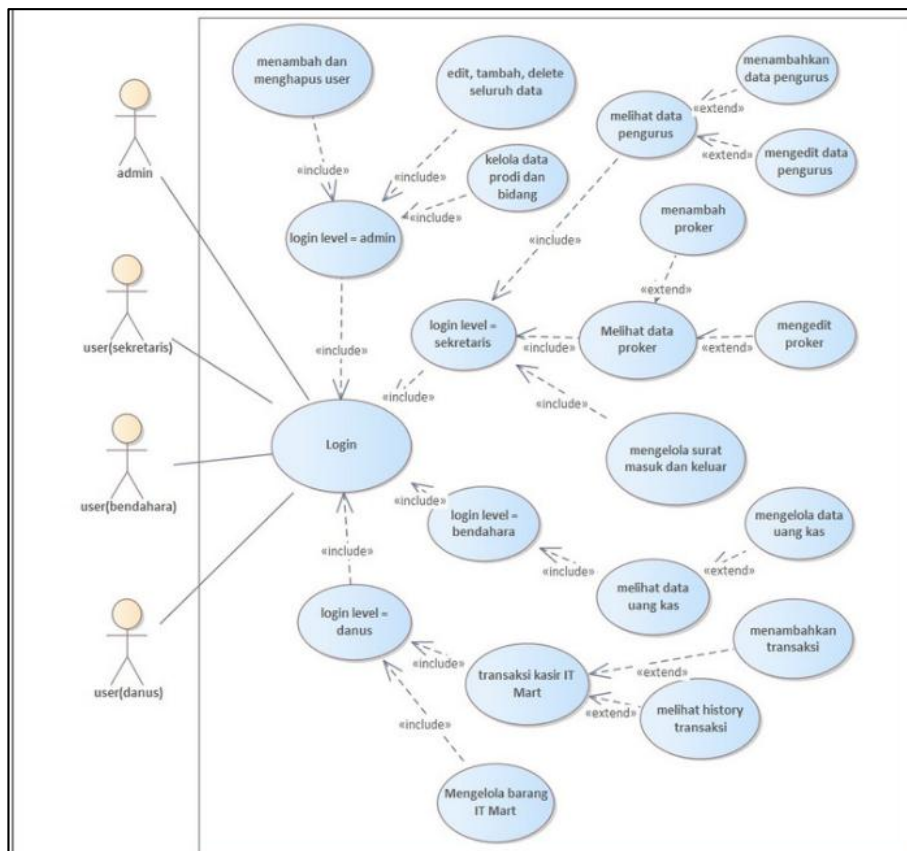 menambah dan
menghapus user
edit, tambah, delete
seluruh data
menambahkan
data pengurus
melihat data
pengurus
«extend»
«extend»
mengedit data
pengurus
admin
«include»
«include»
kelola data
prodi dan
bidang
«include»
login level = admin
menambah
proker
«include»
«extend»
user(sekretaris)
login level =
sekretaris
«include»
«include»
Melihat data
proker
«extend»
mengedit
proker
«include»
«include»
Login
mengelola surat
masuk dan keluar
user(bendahara)
«include»
login level =
bendahara
mengelola data
uang kas
«include»
«include»
«extend»
melihat data
uang kas
login level =
danus
menambahkan
transaksi
user(danus)
«include»
transaksi kasir IT
Mart
«extend»
«extend»
melihat history
transaksi
«include»
Mengelola barang
IT Mart